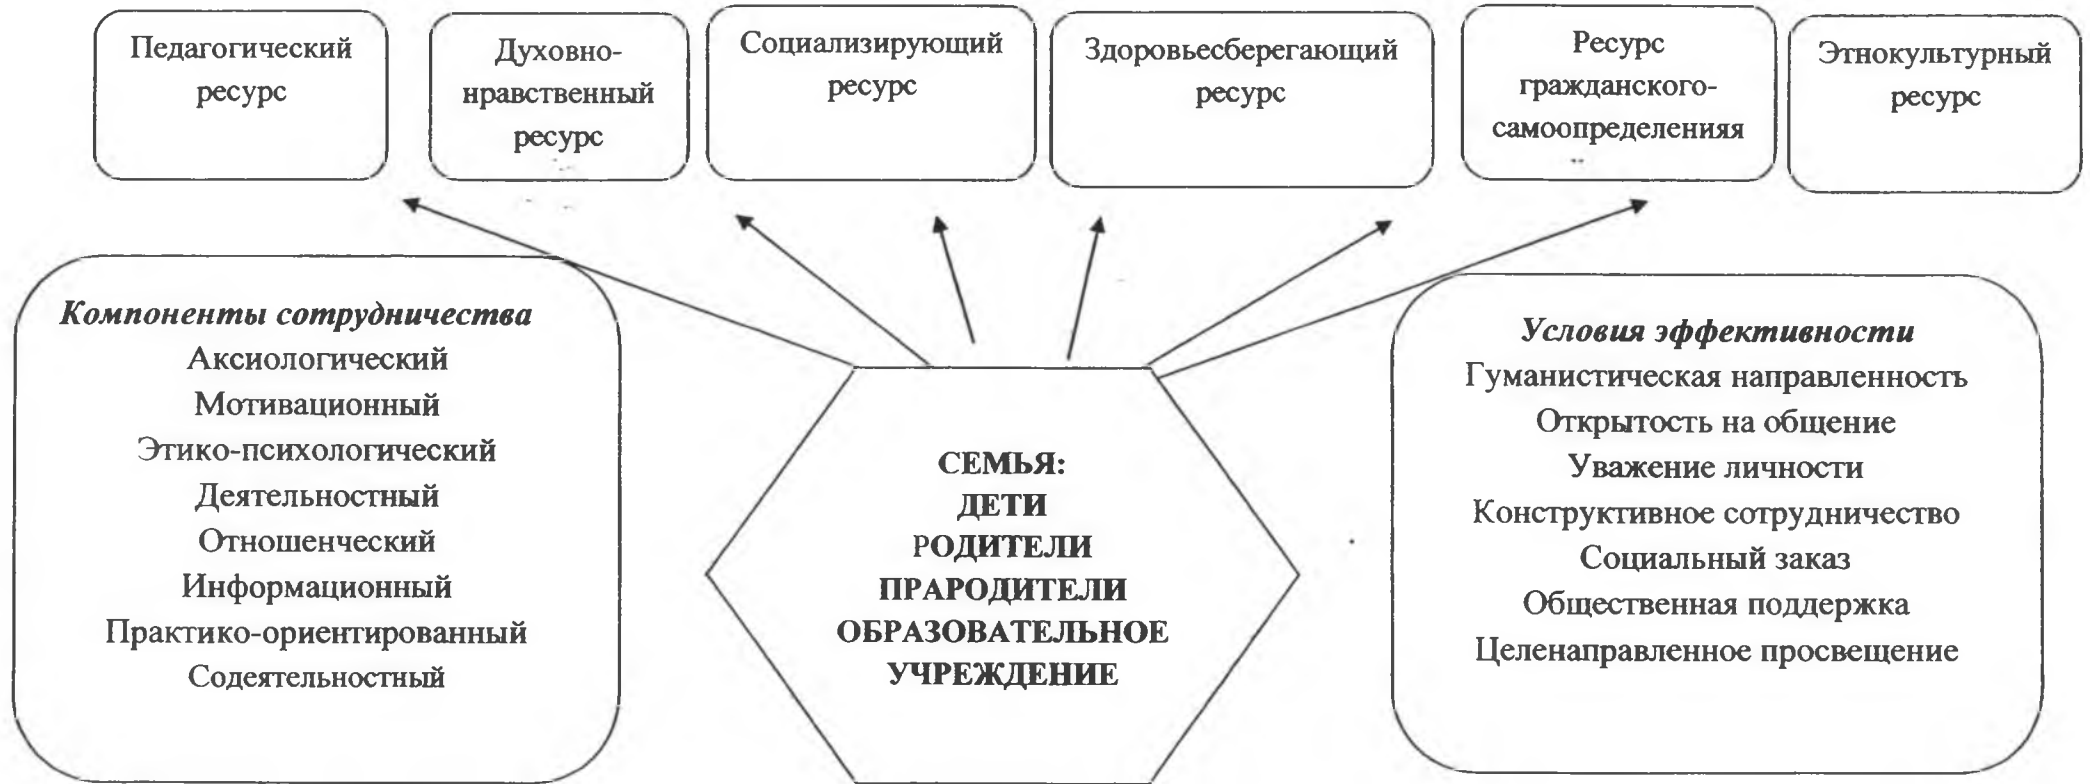 Педагогический
ресурс
Духовно-
нравственный
ресурс
Социализирующий
ресурс
Здоровьесберегающий
ресурс
Ресурс
гражданского-
самоопределенияя
Этнокультурный
ресурс
Компоненты сотрудничества
Аксиологический
Мотивационный
Этико-психологический
Деятельностный
Отношенческий
Информационный
Практико-ориентированный
Содеятельностный
СЕМЬЯ:
ДЕТИ
РОДИТЕЛИ
ПРАРОДИТЕЛИ
ОБРАЗОВАТЕЛЬНОЕ
УЧРЕЖДЕНИЕ
Условия эффективности
Гуманистическая направленность
Открытость на общение
Уважение личности
Конструктивное сотрудничество
Социальный заказ
Общественная поддержка
Целенаправленное просвещение